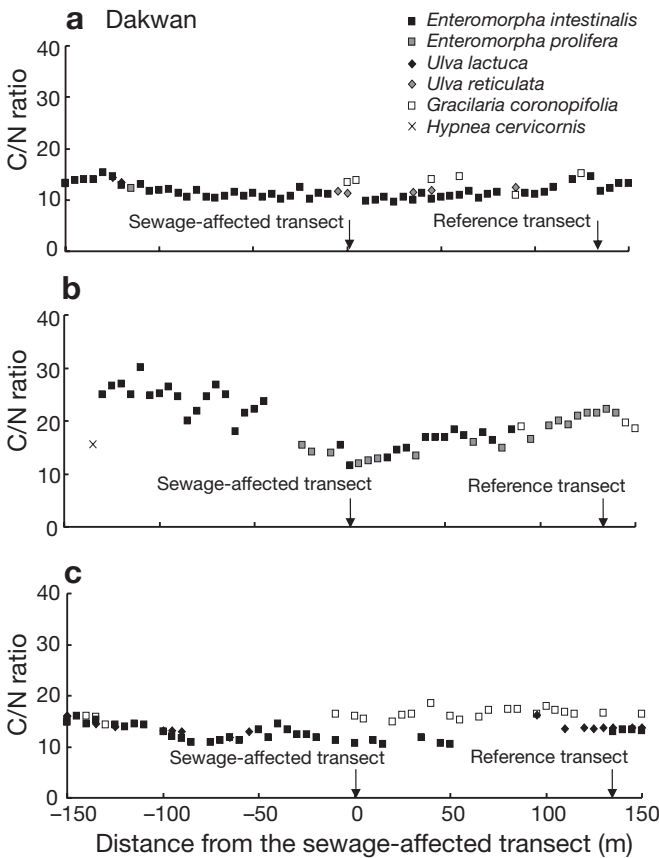 a Dakwan
Enteromorpha intestinalis
Enteromorpha prolifera
Ulva lactuca
Ulva reticulata
Gracilaria coronopifolia
Hypnea cervicornis
C/N ratio
40
30
20
10
0
Sewage-affected transect
Reference transect
b
C/N ratio
40
30
20
10
0
Sewage-affected transect
Reference transect
c
C/N ratio
40
30
20
10
0
Sewage-affected transect
Reference transect
−150 −100 −50 0 50 100 150
Distance from the sewage-affected transect (m)